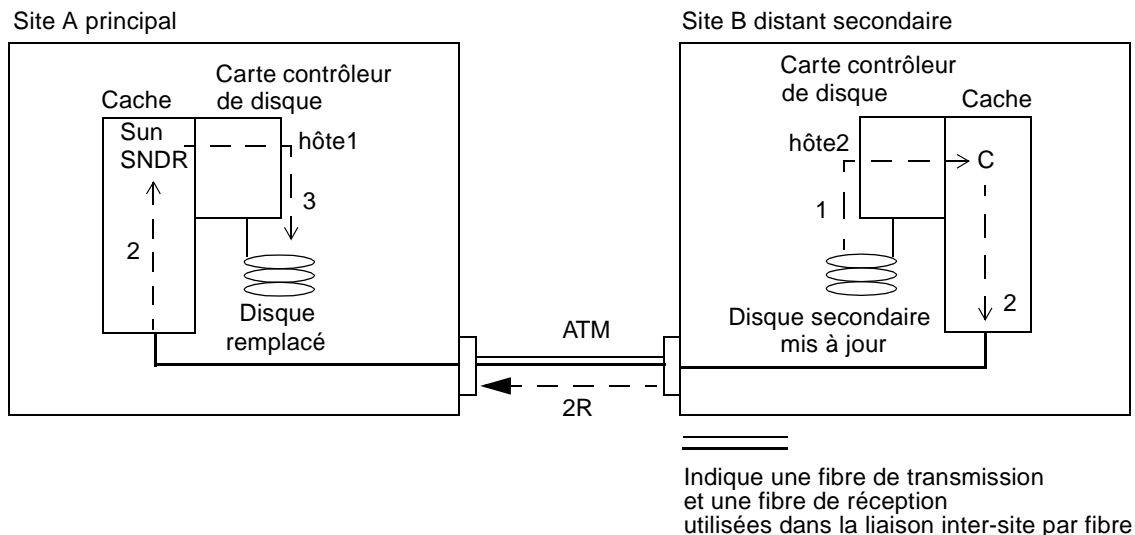 Site A principal
Site B distant secondaire
Carte contrôleur
de disque
Cache
Sun
SNDR
hôte1
3
2
Disque
remplacé
Carte contrôleur
de disque
Cache
hôte2
C
1
2
Disque secondaire
mis à jour
ATM
2R
Indique une fibre de transmission
et une fibre de réception
utilisées dans la liaison inter-site par fibre